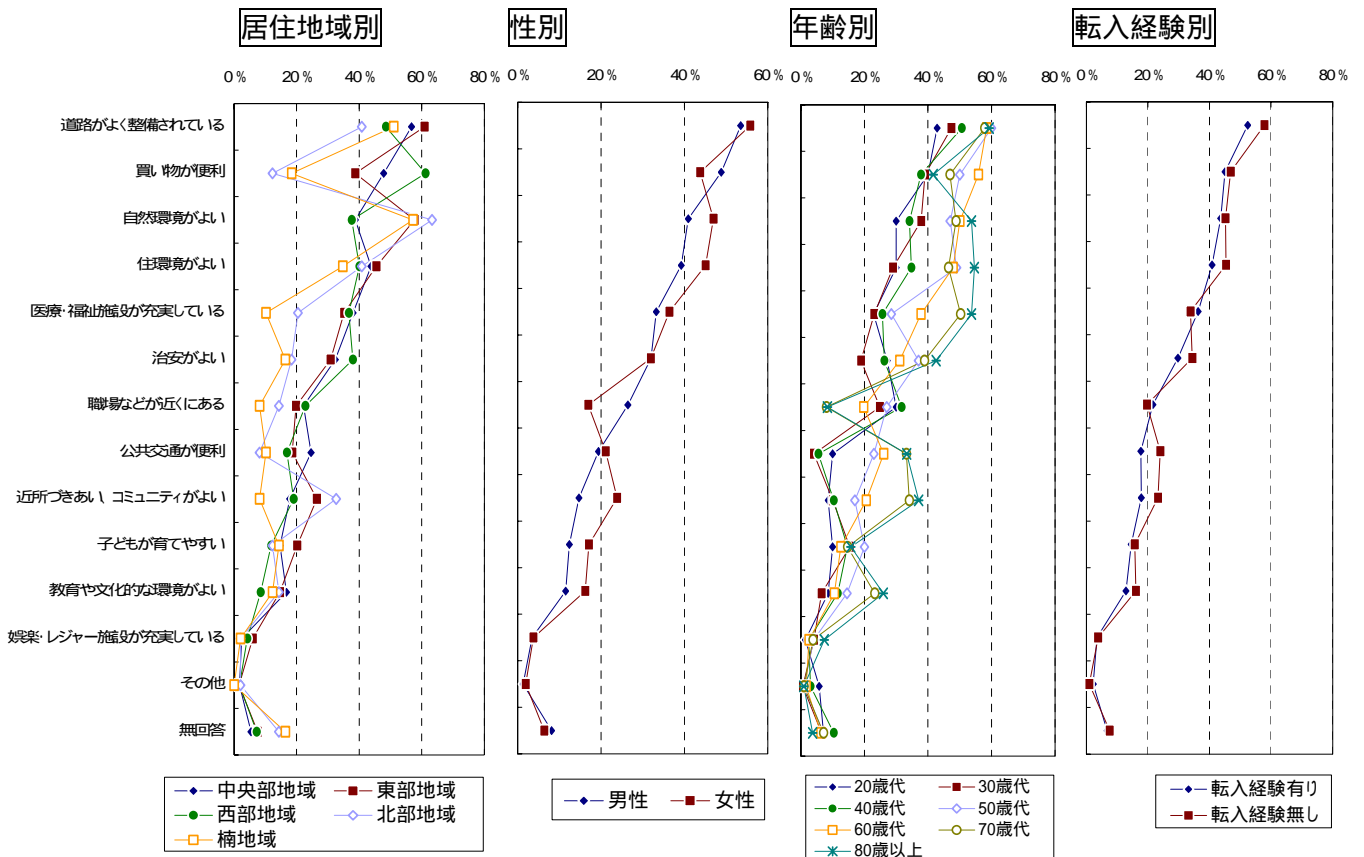 居住地域別
性別
年齢別
転入経験別
0% 20% 40% 60% 80%
0% 20% 40% 60%
0% 20% 40% 60% 80%
0% 20% 40% 60% 80%
道路がよく整備されている
買い物が便利
自然環境がよい
住環境がよい
医療・福祉施設が充実している
治安がよい
職場などが近くにある
公共交通が便利
近所づきあい、コミュニティがよい
子どもが育てやすい
教育や文化的な環境がよい
娯楽・レジャー施設が充実している
その他
無回答
中央部地域 東部地域
西部地域 北部地域
楠地域
男性 女性
20歳代 30歳代
40歳代 50歳代
60歳代 70歳代
80歳以上
転入経験有り
転入経験無し